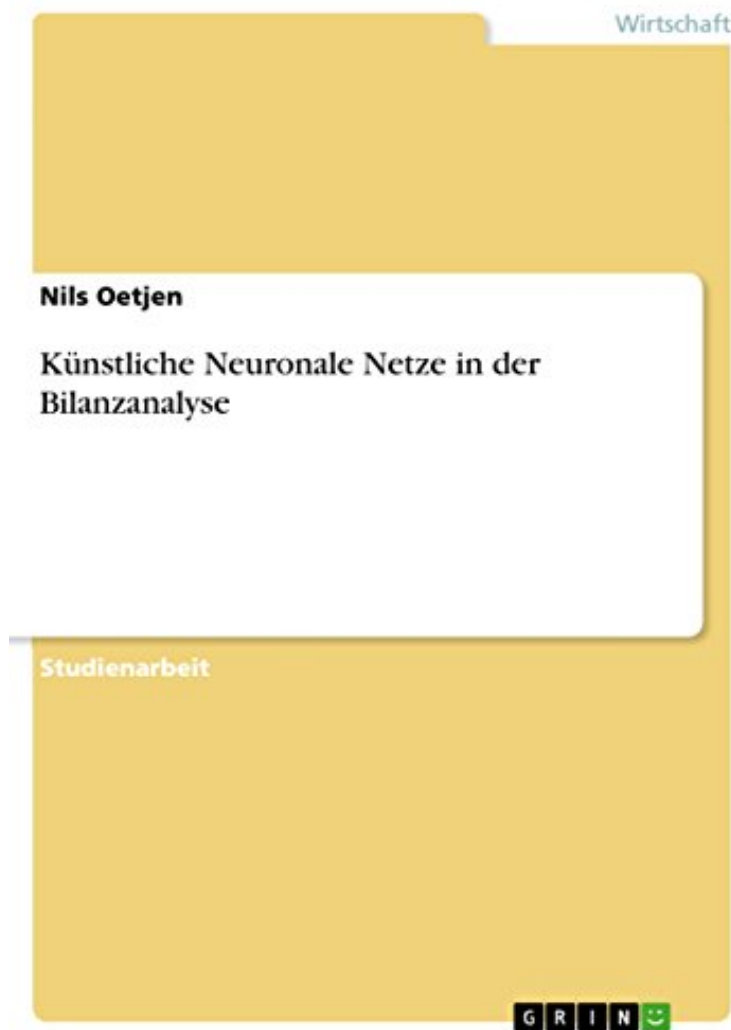 Wirtschaft
Nils Oetjen
Künstliche Neuronale Netze in der
Bilanzanalyse
Studienarbeit
GRIN